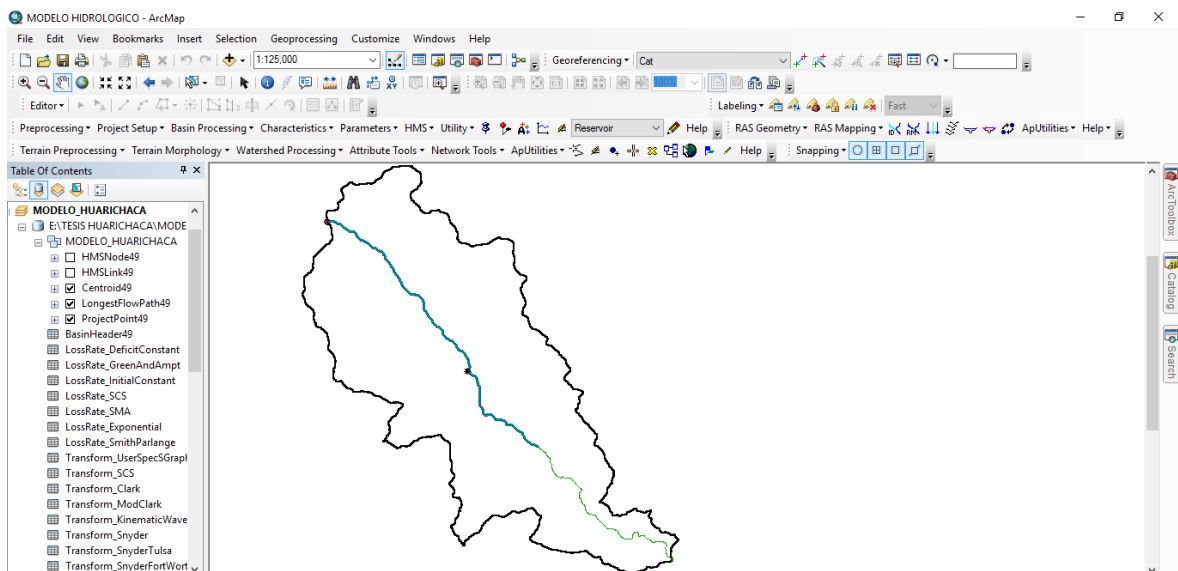 MODELO HIDROLOGICO - ArcMap
File Edit View Bookmarks Insert Selection Geoprocessing Customize Windows Help
1:125,000 Georeferencing Cat
100%
Editor Labeling Fast
Preprocessing Project Setup Basin Processing Characteristics Parameters HMS Utility Reservoir Help RAS Geometry RAS Mapping ApUtilities Help
Terrain Preprocessing Terrain Morphology Watershed Processing Attribute Tools Network Tools ApUtilities Help Snapping
Table Of Contents
MODELO_HUARICHACA
E:\TESIS HUARICHACA\MODE
MODELO_HUARICHACA
HMSNode49
HMSLink49
Centroid49
LongestFlowPath49
ProjectPoint49
BasinHeader49
LossRate_DeficitConstant
LossRate_GreenAndAmpt
LossRate_InitialConstant
LossRate_SCS
LossRate_SMA
LossRate_Exponential
LossRate_SmithParlange
Transform_UserSpecSGraph
Transform_SCS
Transform_Clark
Transform_ModClark
Transform_KinematicWave
Transform_Snyder
Transform_SnyderTulsa
Transform_SnyderFortWort
ArcToolbox
Catalog
Search